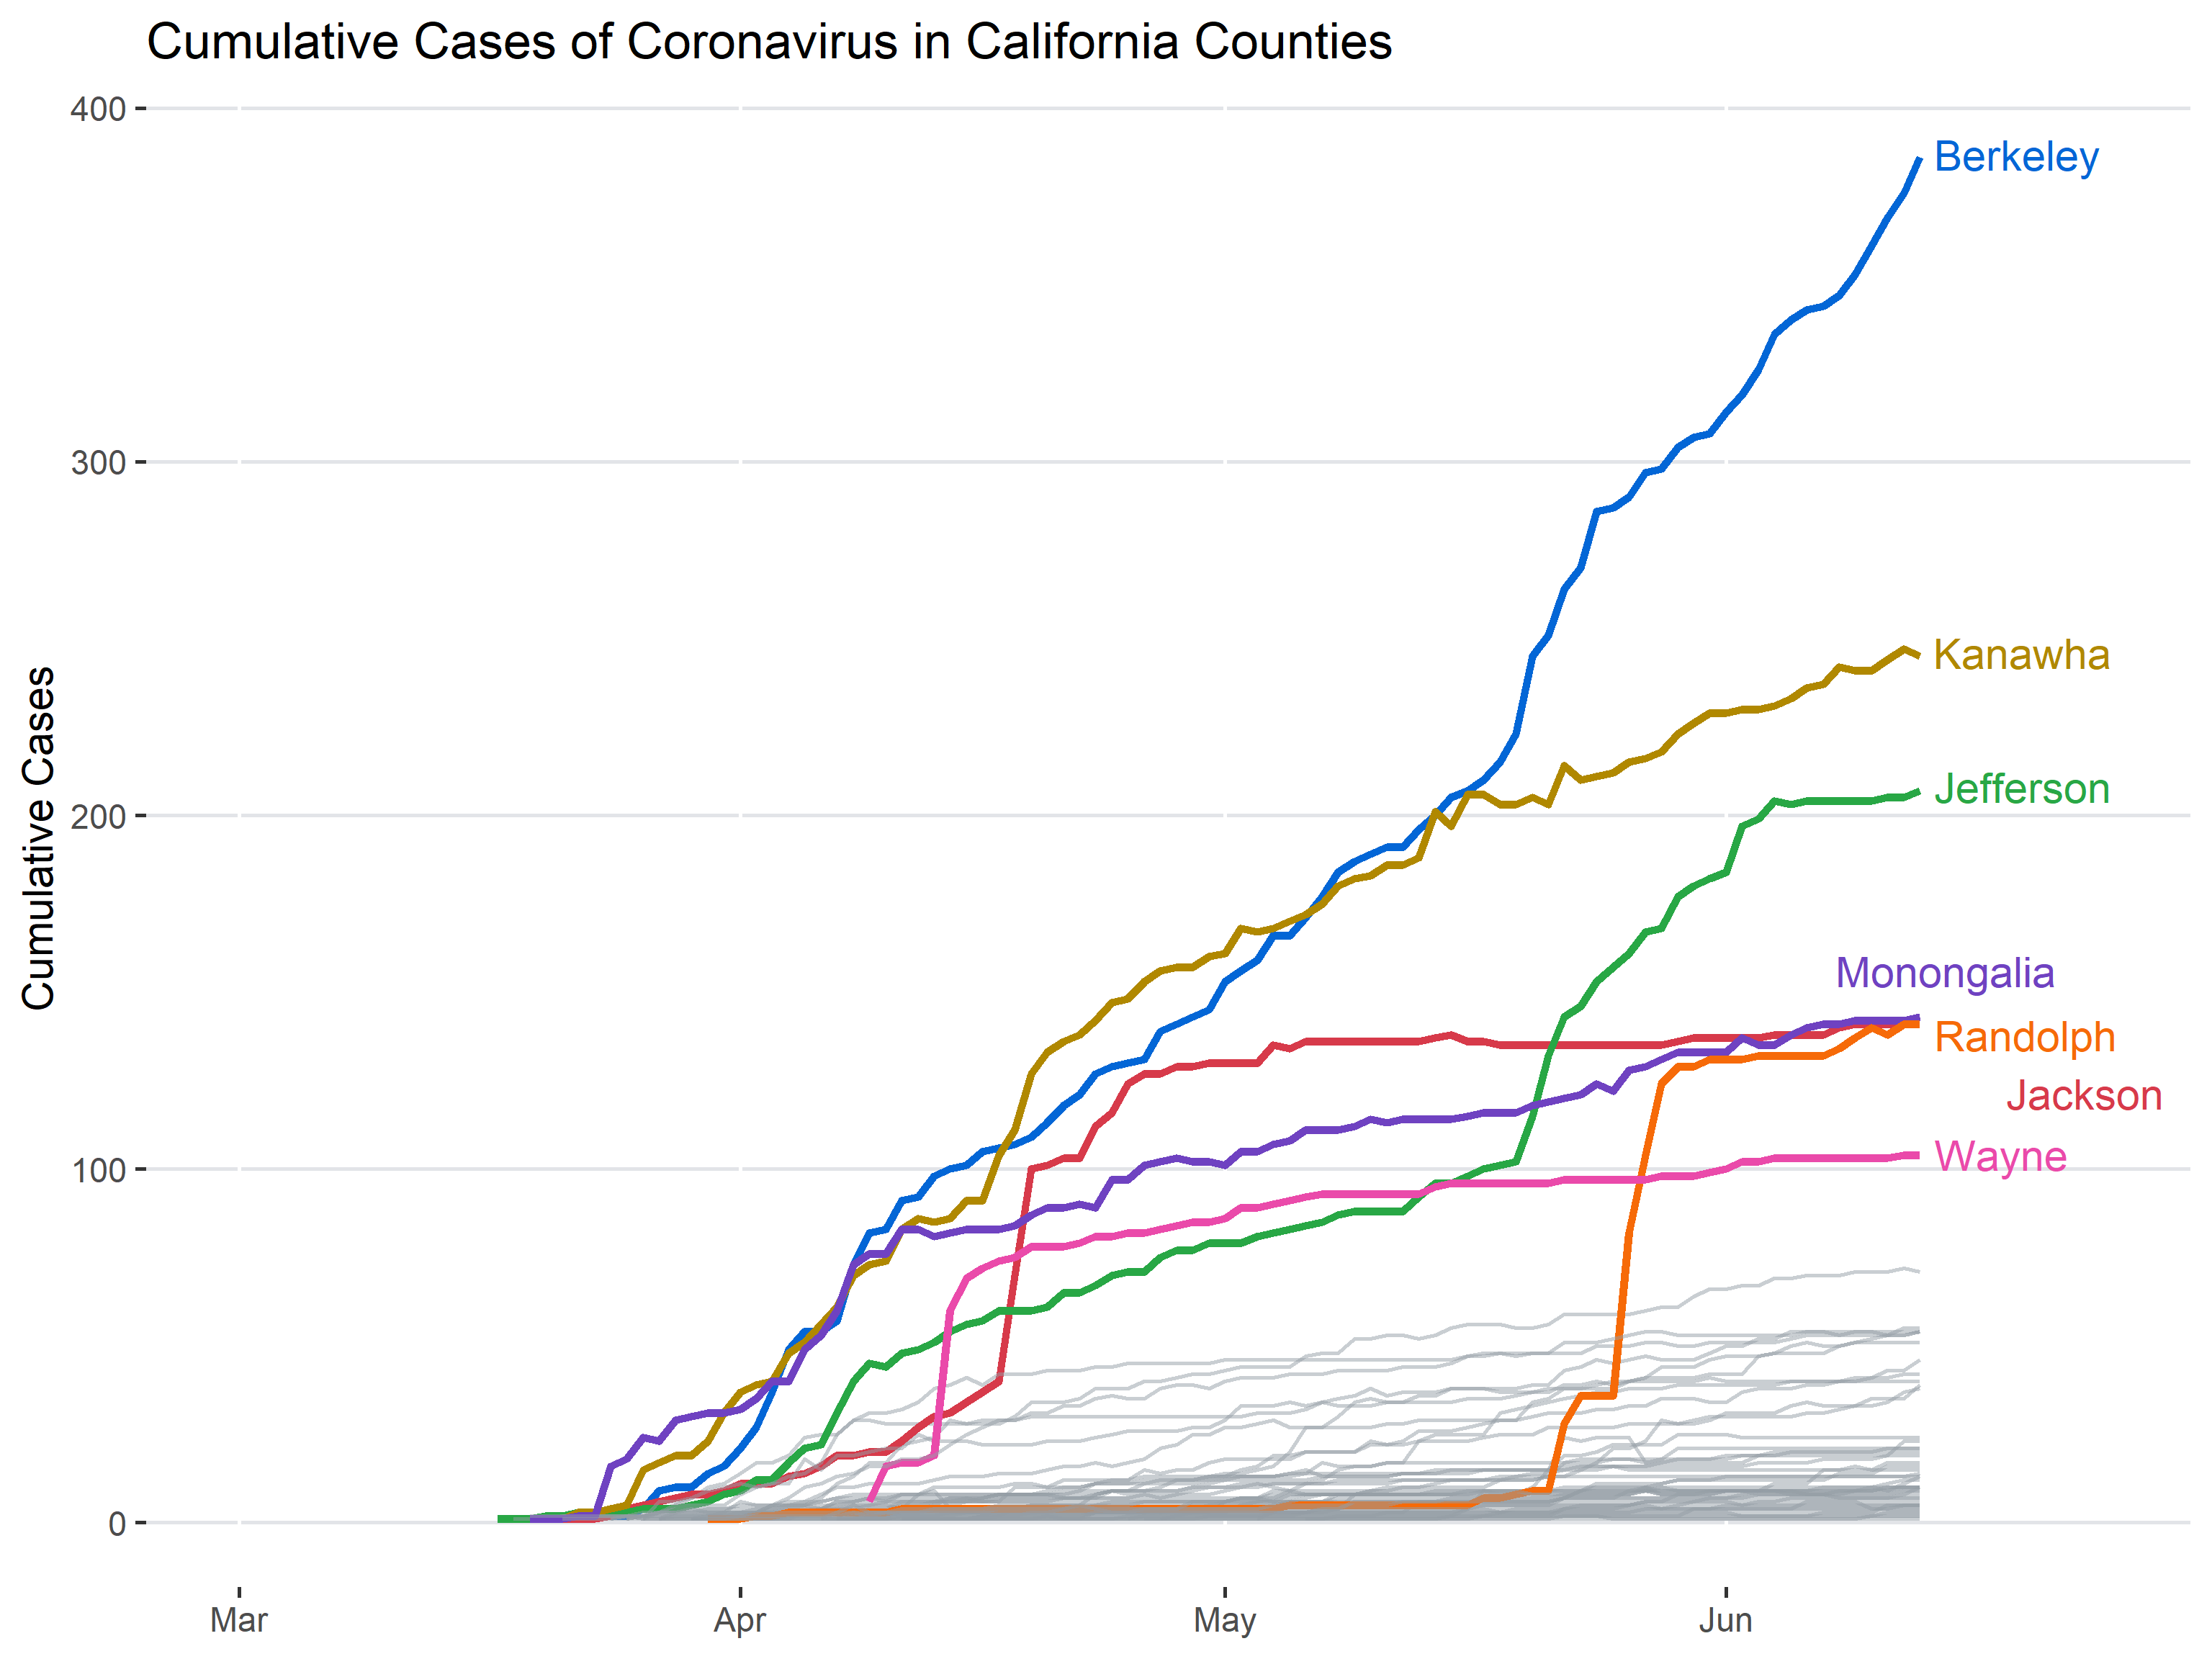 Cumulative Cases of Coronavirus in California Counties
400
300
200
100
0
Cumulative Cases
Mar
Apr
May
Jun
Berkeley
Kanawha
Jefferson
Monongalia
Randolph
Jackson
Wayne